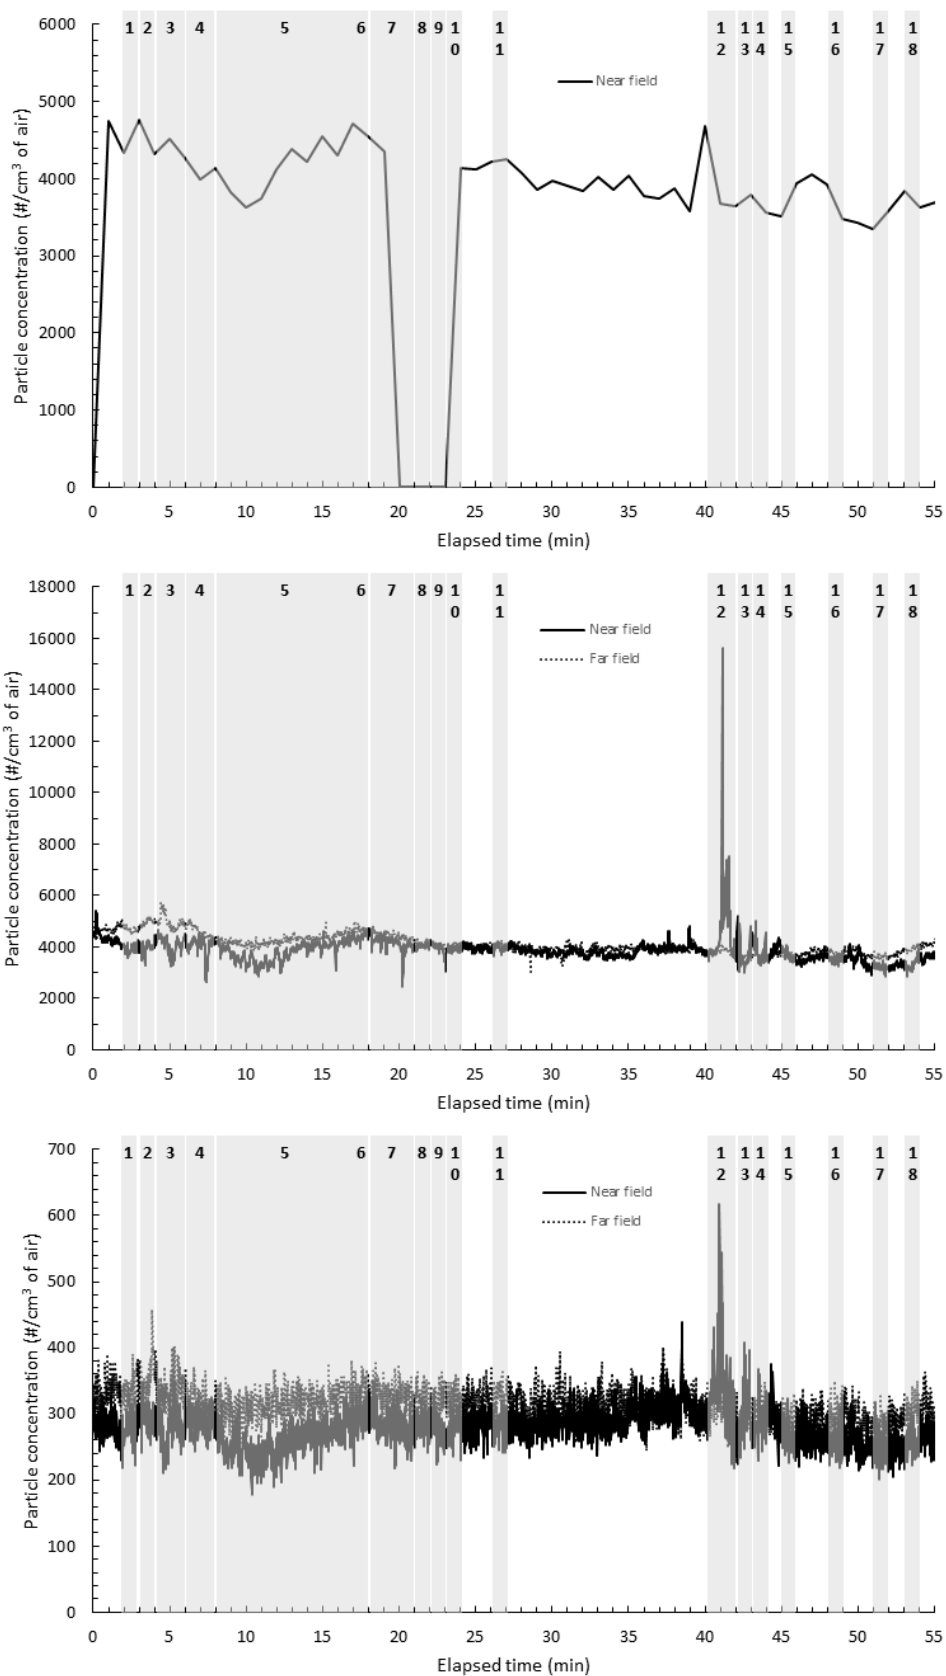 6000
1 2 3 4 5 6 7 8 9 1 1 1 1 1 1 1 1 1
0 1 2 3 4 5 6 7 8
Near field
5000
4000
3000
2000
1000
0
Particle concentration (#/cm³ of air)
0 5 10 15 20 25 30 35 40 45 50 55
Elapsed time (min)
18000
1 2 3 4 5 6 7 8 9 1 1 1 1 1 1 1 1 1
0 1 2 3 4 5 6 7 8
16000
Near field
Far field
14000
12000
10000
8000
6000
4000
2000
0
Particle concentration (#/cm³ of air)
0 5 10 15 20 25 30 35 40 45 50 55
Elapsed time (min)
700
1 2 3 4 5 6 7 8 9 1 1 1 1 1 1 1 1 1
0 1 2 3 4 5 6 7 8
Near field
Far field
600
500
400
300
200
100
0
Particle concentration (#/cm³ of air)
0 5 10 15 20 25 30 35 40 45 50 55
Elapsed time (min)